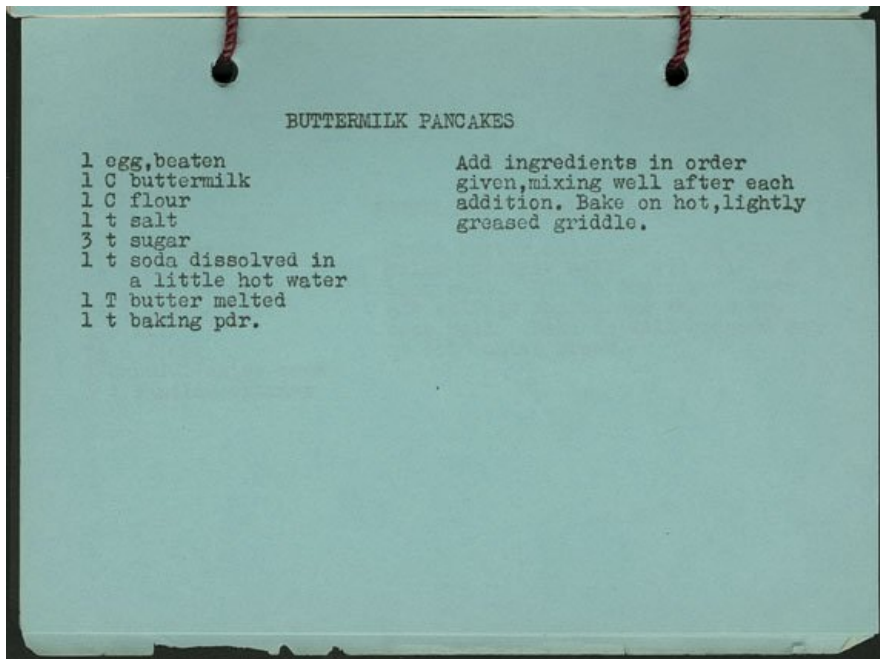 BUTTERMILK PANCAKES
1 egg,beaten
1 C buttermilk
1 C flour
1 t salt
3 t sugar
1 t soda dissolved in
a little hot water
1 T butter melted
1 t baking pdr.
Add ingredients in order
given,mixing well after each
addition. Bake on hot,lightly
greased griddle.